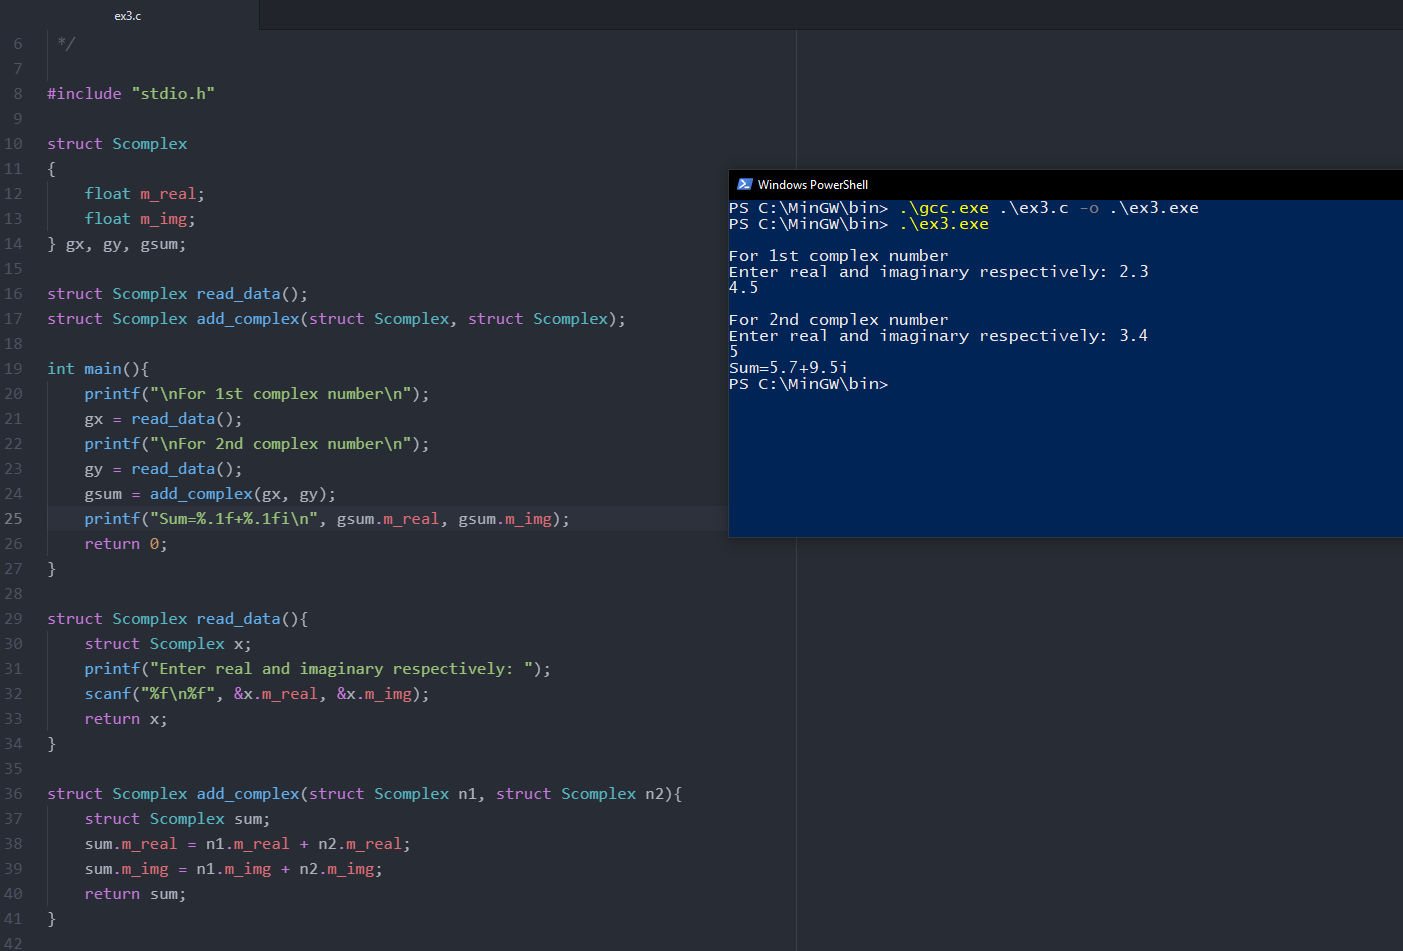 ex3.c
6 */
7
8 #include "stdio.h"
9
10 struct Scomplex
11 {
12 float m_real;
13 float m_img;
14 } gx, gy, gsum;
15
16 struct Scomplex read_data();
17 struct Scomplex add_complex(struct Scomplex, struct Scomplex);
18
19 int main(){
20 printf("\nFor 1st complex number\n");
21 gx = read_data();
22 printf("\nFor 2nd complex number\n");
23 gy = read_data();
24 gsum = add_complex(gx, gy);
25 printf("Sum=%.1f+%.1fi\n", gsum.m_real, gsum.m_img);
26 return 0;
27 }
28
29 struct Scomplex read_data(){
30 struct Scomplex x;
31 printf("Enter real and imaginary respectively: ");
32 scanf("%f\n%f", &x.m_real, &x.m_img);
33 return x;
34 }
35
36 struct Scomplex add_complex(struct Scomplex n1, struct Scomplex n2){
37 struct Scomplex sum;
38 sum.m_real = n1.m_real + n2.m_real;
39 sum.m_img = n1.m_img + n2.m_img;
40 return sum;
41 }
42
Windows PowerShell
PS C:\MinGW\bin> .\gcc.exe .\ex3.c -o .\ex3.exe
PS C:\MinGW\bin> .\ex3.exe
For 1st complex number
Enter real and imaginary respectively: 2.3
4.5
For 2nd complex number
Enter real and imaginary respectively: 3.4
5
Sum=5.7+9.5i
PS C:\MinGW\bin>